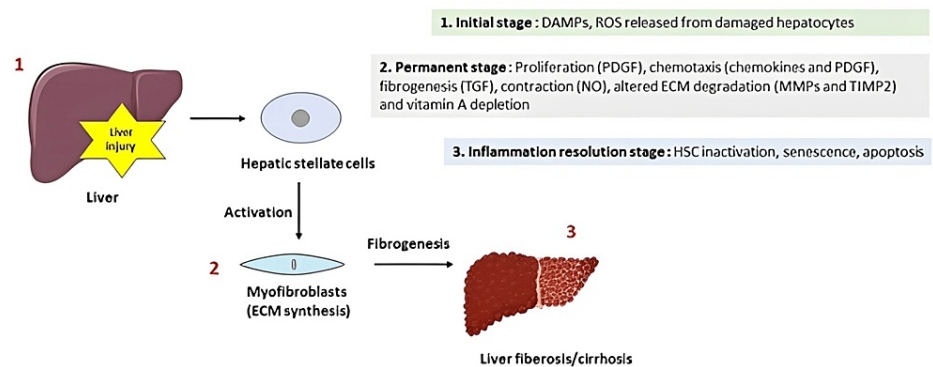 1. Initial stage : DAMPs, ROS released from damaged hepatocytes
1
2. Permanent stage : Proliferation (PDGF), chemotaxis (chemokines and PDGF),
fibrogenesis (TGF), contraction (NO), altered ECM degradation (MMPs and TIMP2)
and vitamin A depletion
Liver
injury
3. Inflammation resolution stage : HSC inactivation, senescence, apoptosis
Hepatic stellate cells
Liver
Activation
Fibrogenesis
3
2
Myofibroblasts
(ECM synthesis)
Liver fiberosis/cirrhosis